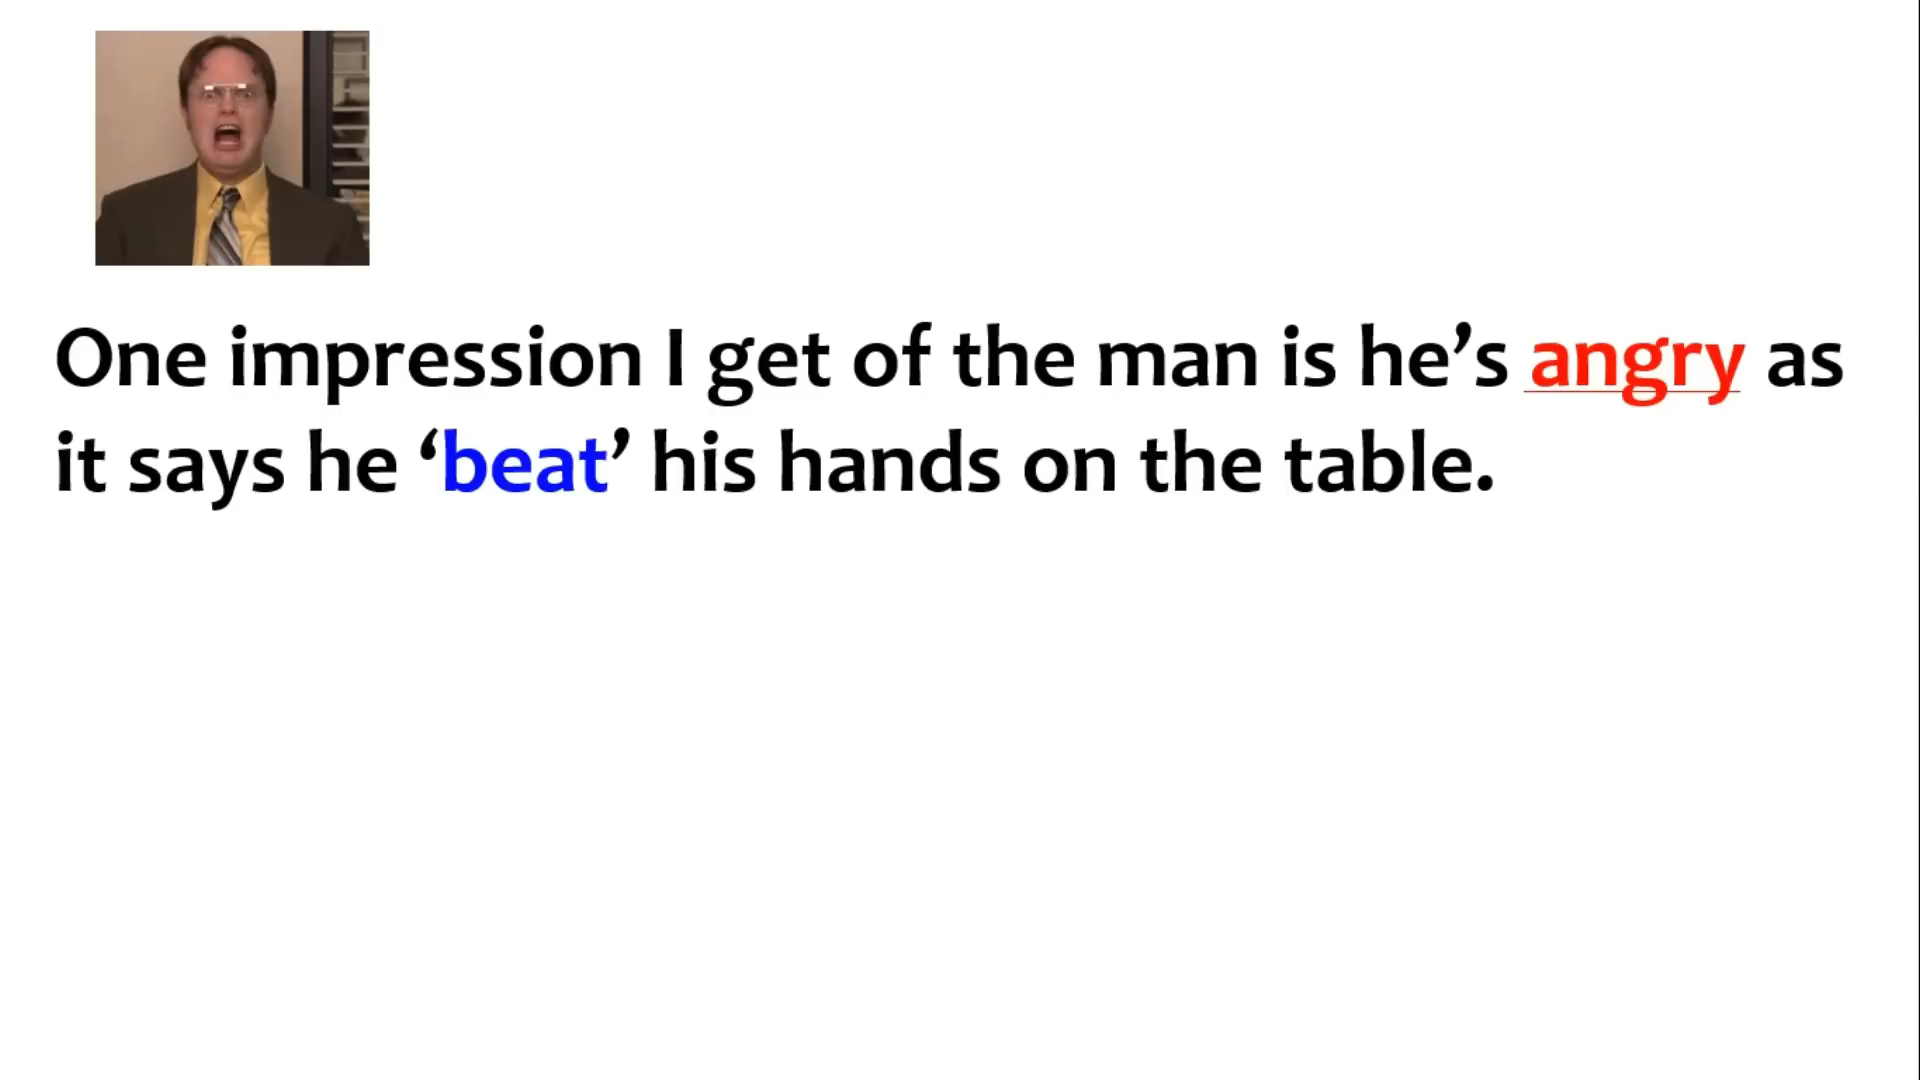 One impression I get of the man is he’s angry as
it says he ‘beat’ his hands on the table.